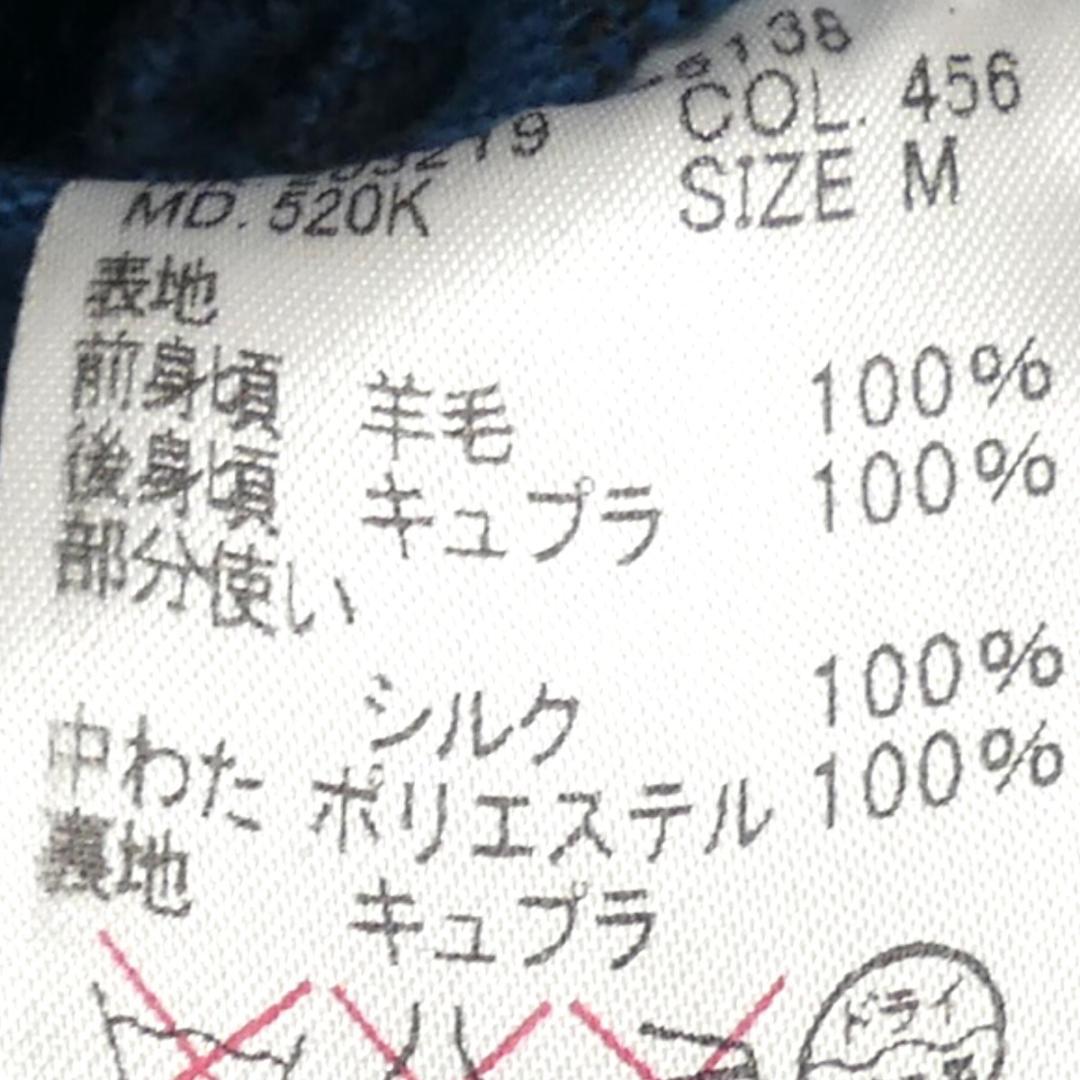 38
9
COL. 456
MD. 520K
SIZE M
表地
前身頃 羊毛 100%
後身頃 キュプラ 100%
部分使い
シルク 100%
中わた ポリエステル 100%
裏地 キュプラ
ドライ